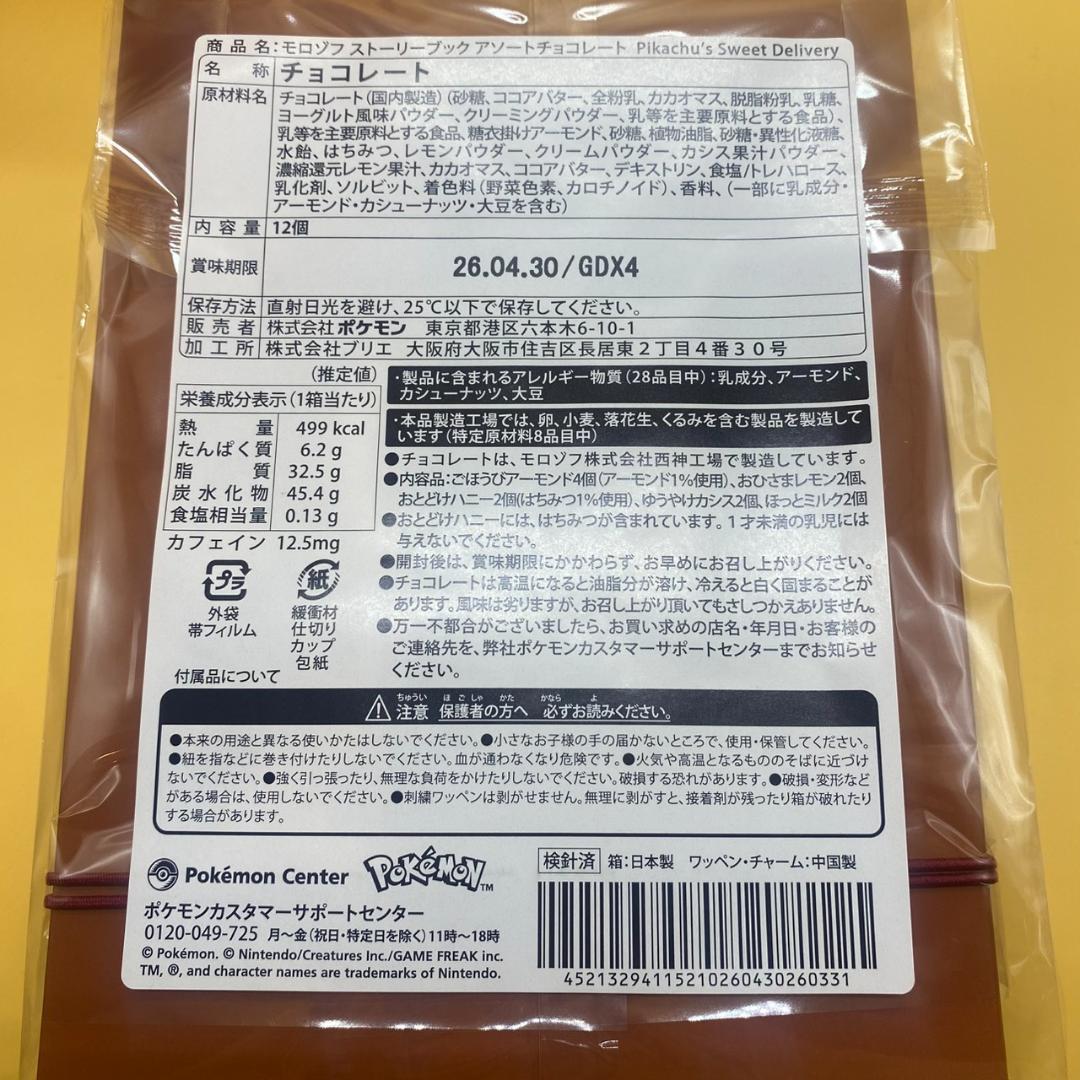 商品名:モロゾフ ストーリーブック アソートチョコレート Pikachu's Sweet Delivery
名称 チョコレート
原材料名 チョコレート(国内製造)(砂糖、ココアバター、全粉乳、カカオマス、脱脂粉乳、乳糖、
ヨーグルト風味パウダー、クリーミングパウダー、乳等を主要原料とする食品)、
乳等を主要原料とする食品、糖衣掛けアーモンド、砂糖、植物油脂、砂糖・異性化液糖、
水飴、はちみつ、レモンパウダー、クリームパウダー、カシス果汁パウダー、
濃縮還元レモン果汁、カカオマス、ココアバター、デキストリン、食塩/トレハロース、
乳化剤、ソルビット、着色料(野菜色素、カロチノイド)、香料、(一部に乳成分・
アーモンド・カシューナッツ・大豆を含む)
内容量 12個
賞味期限 26.04.30/GDX4
保存方法 直射日光を避け、25℃以下で保存してください。
販売者 株式会社ポケモン 東京都港区六本木6-10-1
加工所 株式会社ブリエ 大阪府大阪市住吉区長居東2丁目4番30号
(推定値)
栄養成分表示(1箱当たり)
熱量 499 kcal
たんぱく質 6.2 g
脂質 32.5 g
炭水化物 45.4 g
食塩相当量 0.13 g
カフェイン 12.5mg
プラ
外袋
帯フィルム
紙
緩衝材
仕切り
カップ
包紙
・製品に含まれるアレルギー物質(28品目中):乳成分、アーモンド、
カシューナッツ、大豆
・本品製造工場では、卵、小麦、落花生、くるみを含む製品を製造して
います(特定原材料8品目中)
●チョコレートは、モロゾフ株式会社西神工場で製造しています。
●内容品:ごほうびアーモンド4個(アーモンド1%使用)、おひさまレモン2個、
おとどけハニー2個(はちみつ1%使用)、ゆうやけカシス2個、ほっとミルク2個
●おとどけハニーには、はちみつが含まれています。1才未満の乳児には
与えないでください。
●開封後は、賞味期限にかかわらず、お早めにお召し上がりください。
●チョコレートは高温になると油脂分が溶け、冷えると白く固まることが
あります。風味は劣りますが、お召し上がり頂いてもさしつかえありません。
●万一不都合がございましたら、お買い求めの店名・年月日・お客様の
ご連絡先を、弊社ポケモンカスタマーサポートセンターまでお知らせ
ください。
付属品について
ちゅうい ほごしゃ かた かなら よ
注意 保護者の方へ 必ずお読みください。
●本来の用途と異なる使いかたはしないでください。●小さなお子様の手の届かないところで、使用・保管してください。
●紐を指などに巻き付けたりしないでください。血が通わなくなり危険です。●火気や高温となるもののそばに近づけ
ないでください。●強く引っ張ったり、無理な負荷をかけたりしないでください。破損する恐れがあります。●破損・変形など
がある場合は、使用しないでください。●刺繍ワッペンは剥がせません。無理に剥がすと、接着剤が残ったり箱が破れたり
する場合があります。
Pokémon Center POKÉMON™
ポケモンカスタマーサポートセンター
0120-049-725 月~金(祝日・特定日を除く)11時~18時
© Pokémon. © Nintendo/Creatures Inc./GAME FREAK inc.
TM, ®, and character names are trademarks of Nintendo.
検針済 箱:日本製 ワッペン・チャーム:中国製
4521329411521026043026033​1